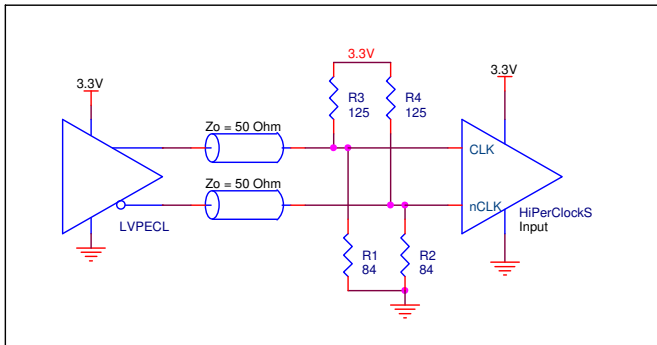 3.3V
3.3V
3.3V
R3
125
R4
125
Zo = 50 Ohm
CLK
Zo = 50 Ohm
nCLK
LVPECL
HiPerClockS
Input
R1
84
R2
84